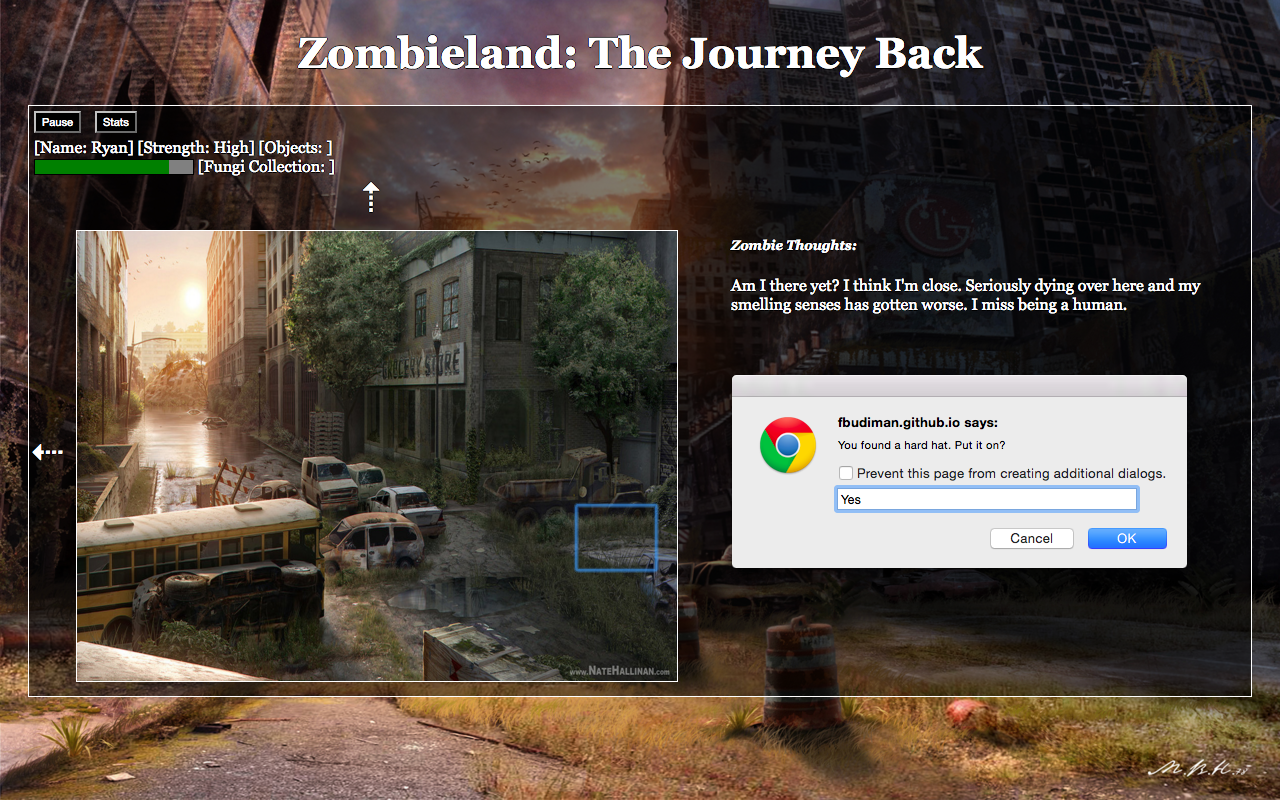 Zombieland: The Journey Back
Pause Stats
[Name: Ryan] [Strength: High] [Objects: ]
[Fungi Collection: ]
Zombie Thoughts:
Am I there yet? I think I'm close. Seriously dying over here and my
smelling senses has gotten worse. I miss being a human.
GROCERY STORE
LG
fbudiman.github.io says:
You found a hard hat. Put it on?
Prevent this page from creating additional dialogs.
Yes
Cancel OK
www.NATEHALLINAN.com